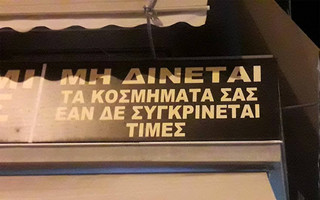 ΜΗ ΔΙΝΕΤΑΙ
ΤΑ ΚΟΣΜΗΜΑΤΑ ΣΑΣ
ΕΑΝ ΔΕ ΣΥΓΚΡΙΝΕΤΑΙ
ΤΙΜΕΣ